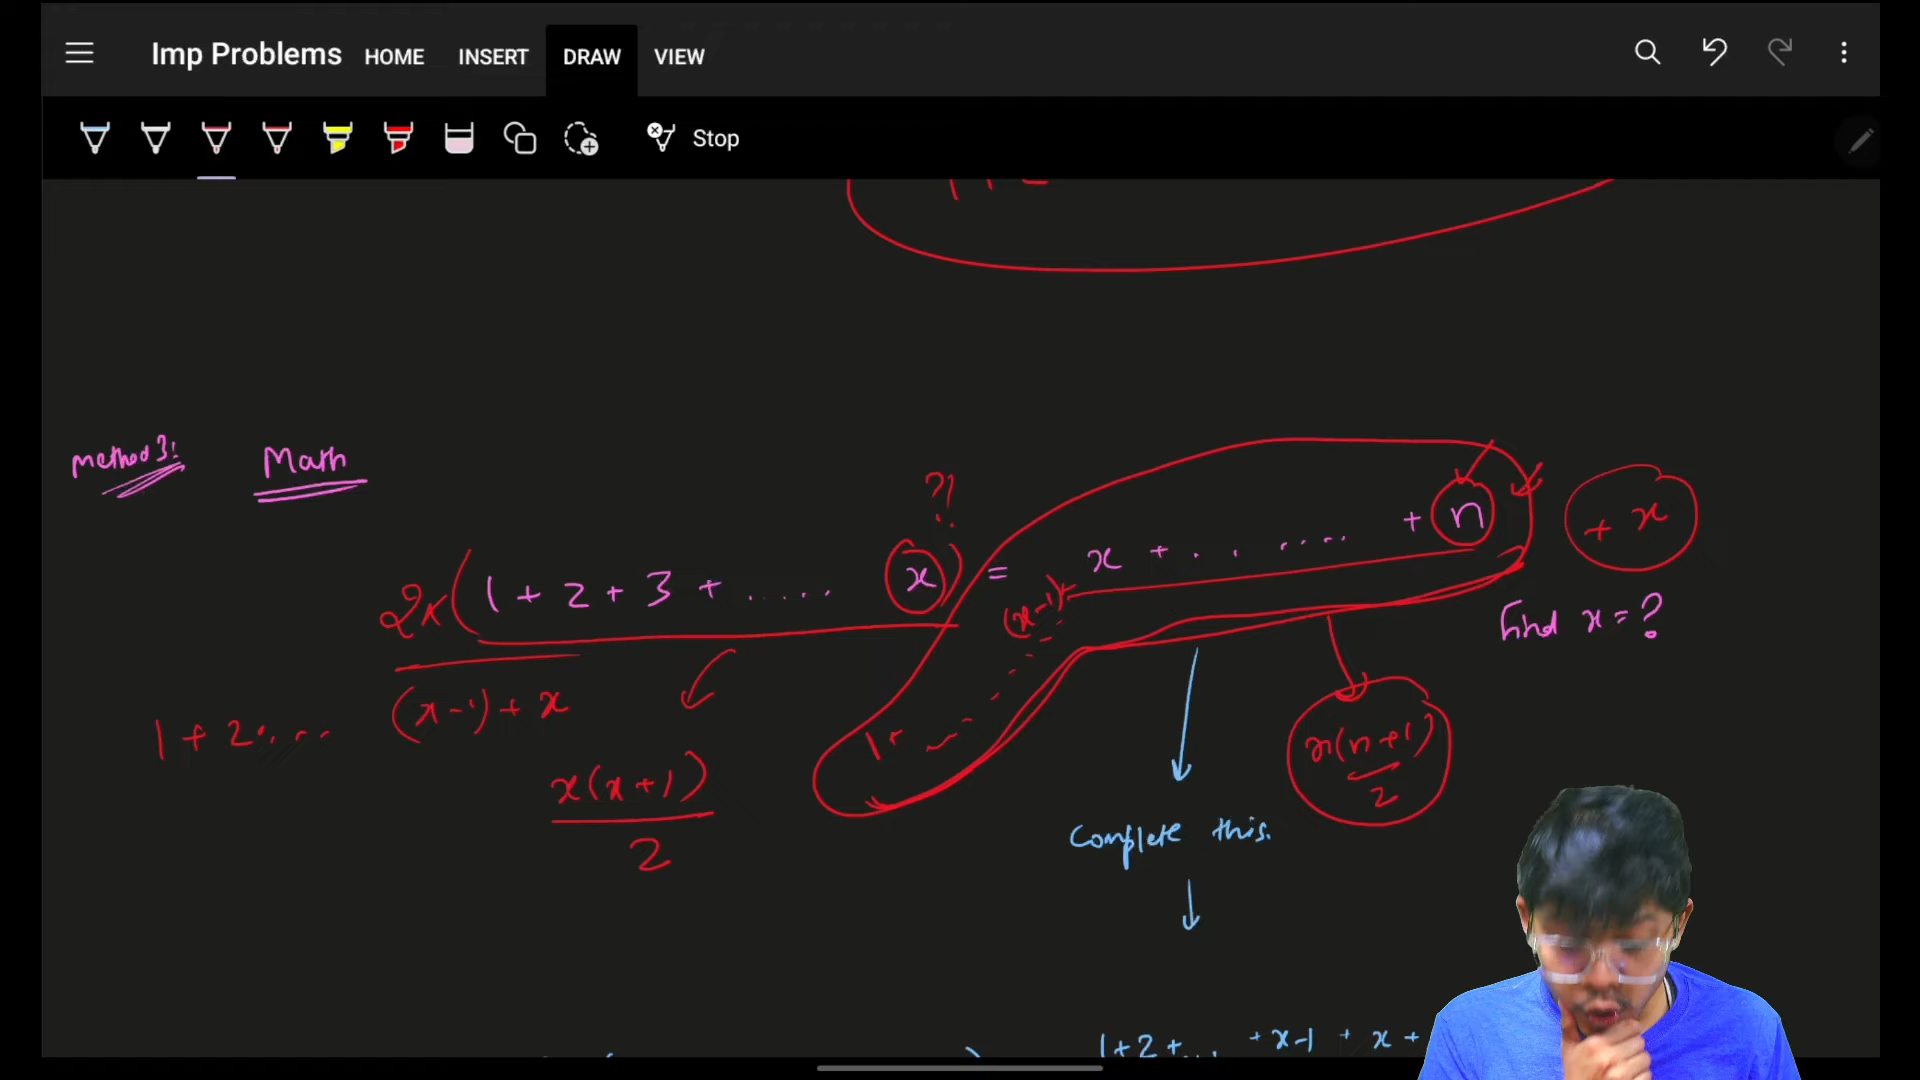 Imp Problems HOME INSERT DRAW VIEW
Stop
Method 3: Math
??
2x(1 + 2 + 3 + ..... x) = x + ....... + n + x
(x-1)+
Find x = ?
1 + 2.... (x-1) + x
1+
x(x+1)
2
n(n+1)
2
Complete this.
1+2+... + x-1 + x +